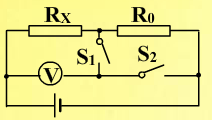 Rx R₀
S₁ S₂
V